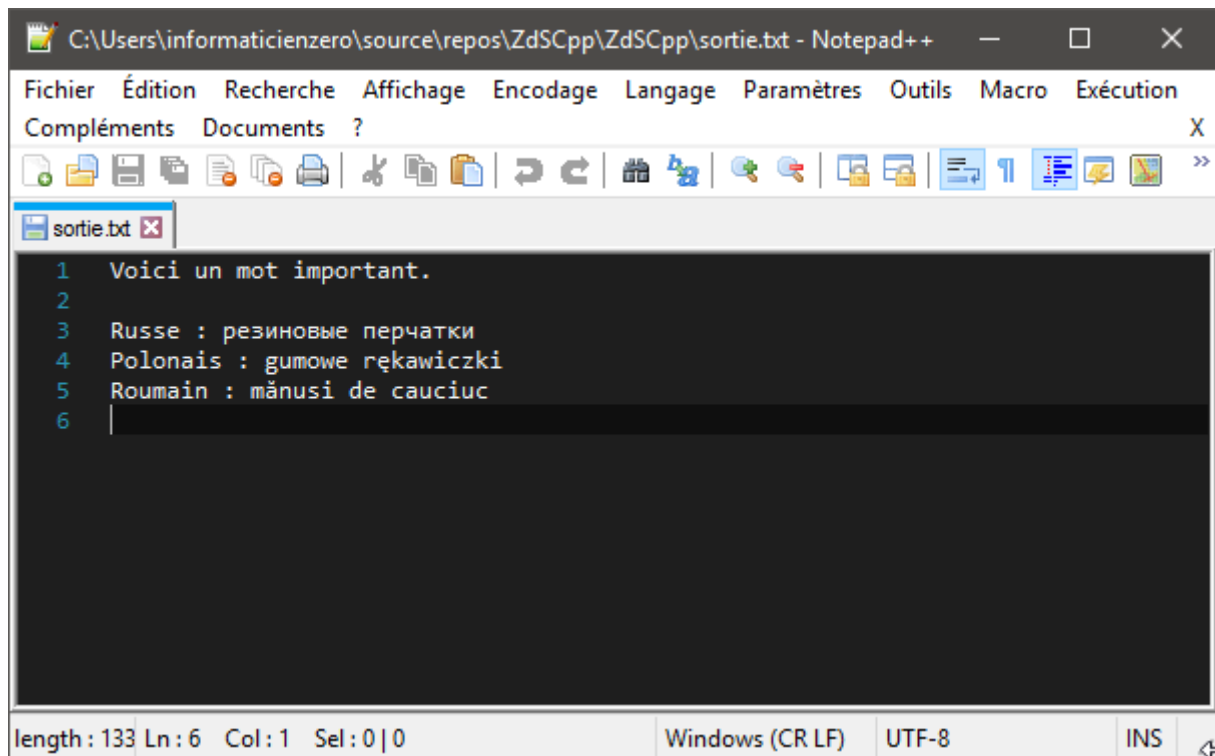 C:\Users\informaticienzero\source\repos\ZdSCpp\ZdSCpp\sortie.txt - Notepad++
Fichier Édition Recherche Affichage Encodage Langage Paramètres Outils Macro Exécution
Compléments Documents ? X
sortie.txt
1 Voici un mot important.
2
3 Russe : резиновые перчатки
4 Polonais : gumowe rękawiczki
5 Roumain : mănusi de cauciuc
6
length : 133 Ln : 6 Col : 1 Sel : 0 | 0 Windows (CR LF) UTF-8 INS